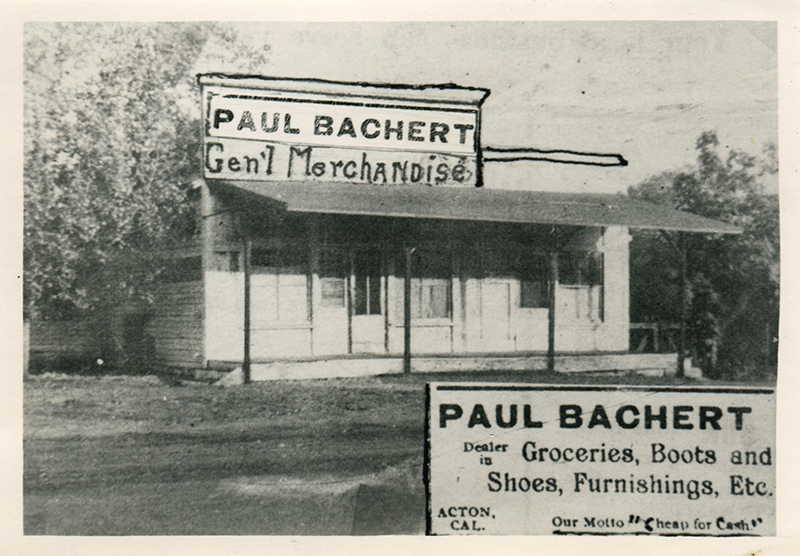 PAUL BACHERT
Gen'l Merchandise
PAUL BACHERT
Dealer in Groceries, Boots and
Shoes, Furnishings, Etc.
ACTON, CAL.
Our Motto "Cheap for Cash"